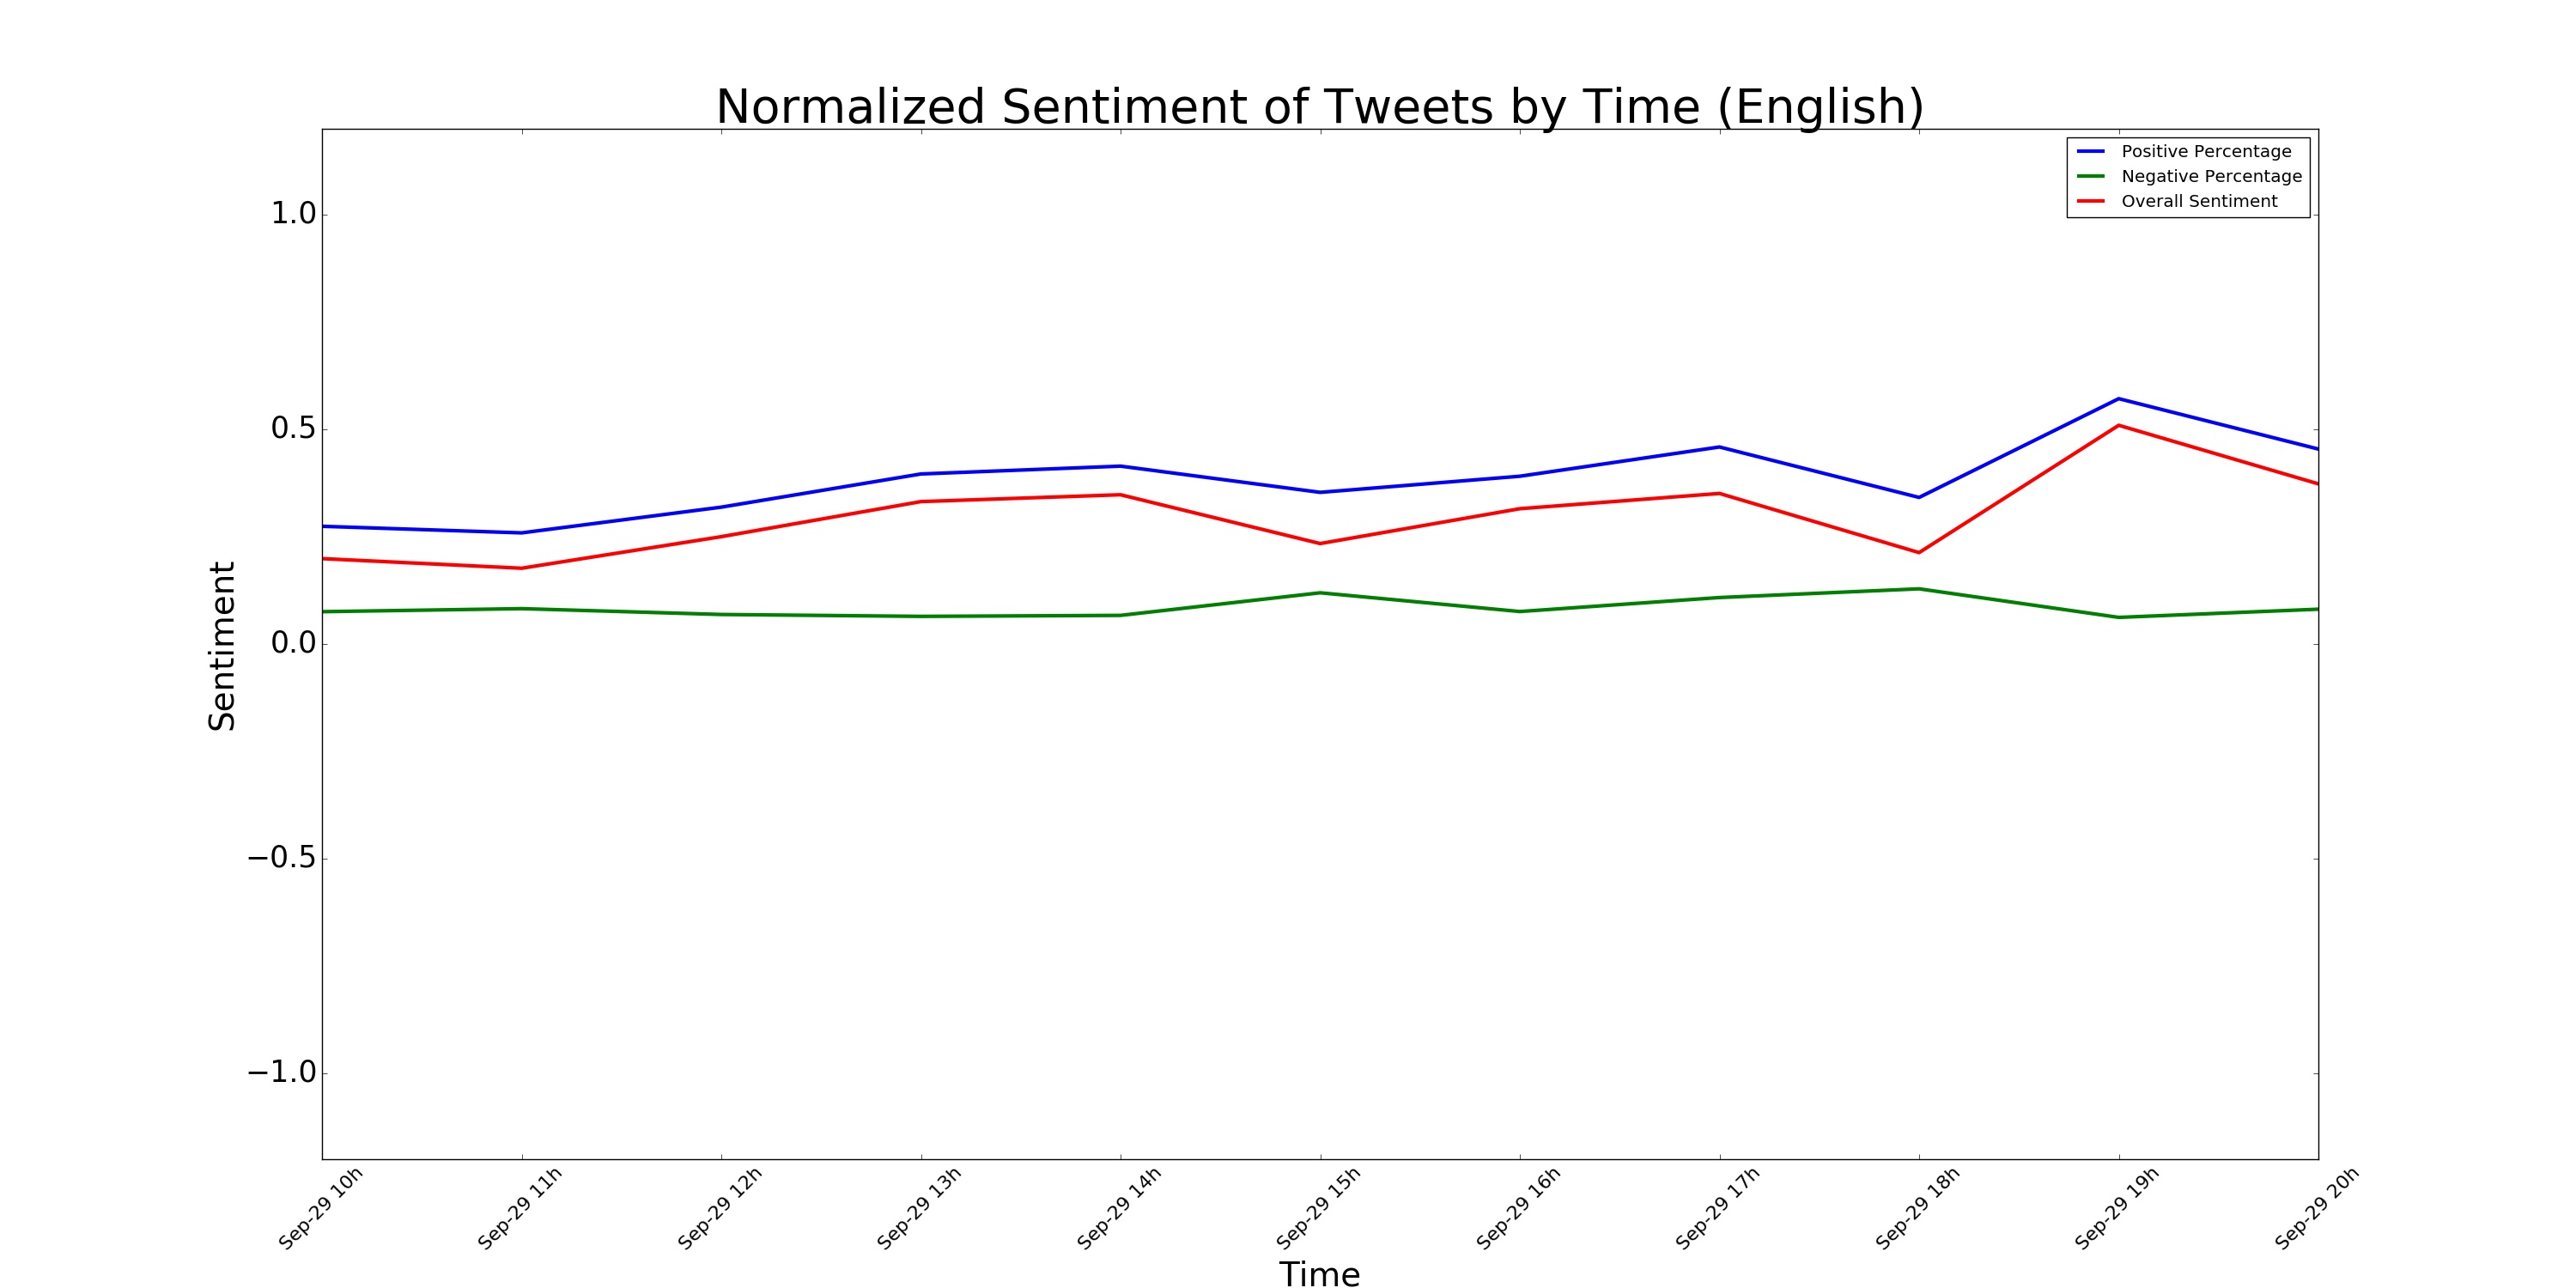 Normalized Sentiment of Tweets by Time (English)
Positive Percentage
Negative Percentage
Overall Sentiment
1.0
0.5
0.0
−0.5
−1.0
Sentiment
Sep-29 10h
Sep-29 11h
Sep-29 12h
Sep-29 13h
Sep-29 14h
Sep-29 15h
Sep-29 16h
Sep-29 17h
Sep-29 18h
Sep-29 19h
Sep-29 20h
Time